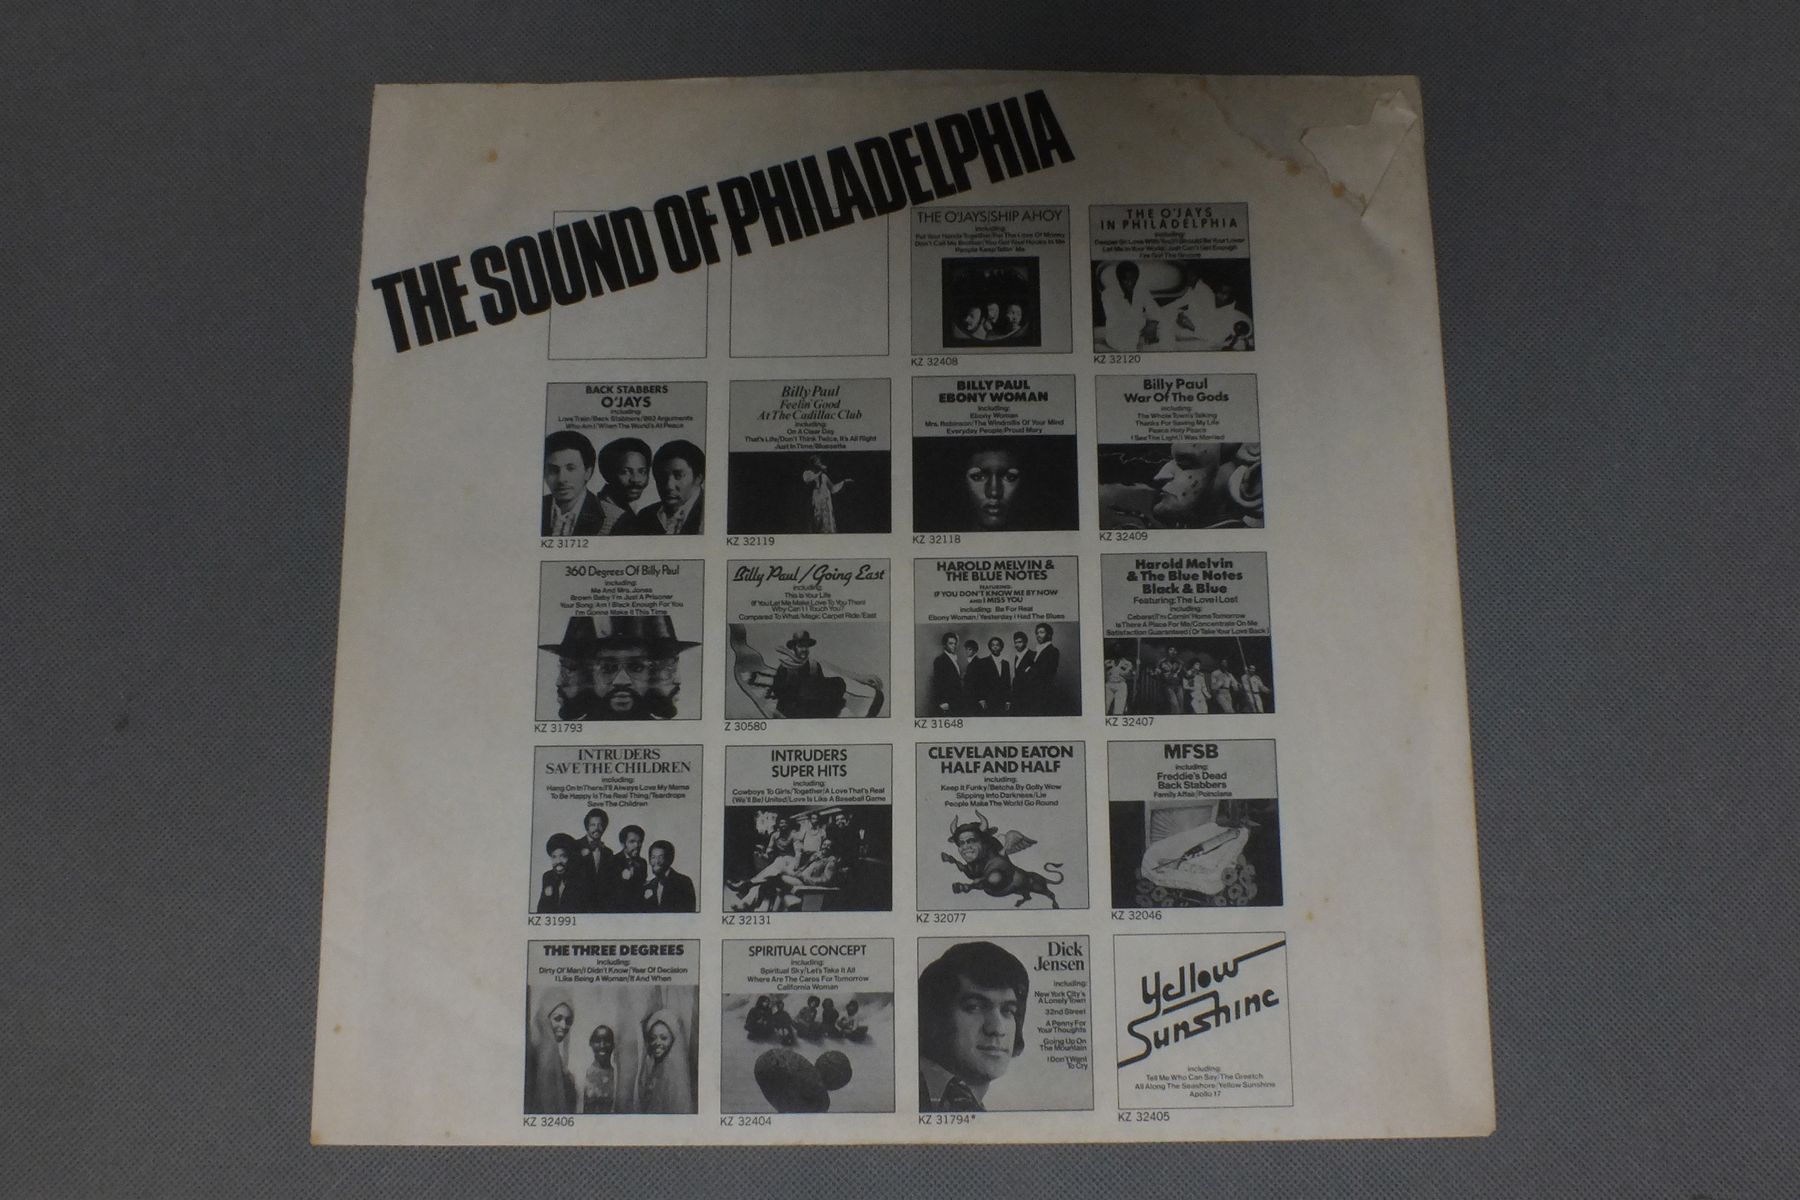 THE SOUND OF PHILADELPHIA
THE O'JAYS/SHIP AHOY
including:
Put Your Hands Together/For The Love Of Money
Don't Call Me Brother/You Got Your Hooks In Me
People Keep Tellin' Me
KZ 32408
THE O'JAYS
IN PHILADELPHIA
including:
Deeper (In Love With You)/I Should Be Your Lover
Let Me In Your World/Just Can't Get Enough
I've Got The Groove
KZ 32120
BACK STABBERS
O'JAYS
including:
Love Train/Back Stabbers/992 Arguments
Who Am I/When The World's At Peace
KZ 31712
Billy Paul
Feelin' Good
At The Cadillac Club
including:
On A Clear Day
That's Life/Don't Think Twice, It's All Right
Just In Time/Bluesette
KZ 32119
BILLY PAUL
EBONY WOMAN
including:
Ebony Woman
Mrs. Robinson/The Windmills Of Your Mind
Everyday People/Proud Mary
KZ 32118
Billy Paul
War Of The Gods
including:
The Whole Town's Talking
Thanks For Saving My Life
Peace Holy Peace
I See The Light/I Was Married
KZ 32409
360 Degrees Of Billy Paul
including:
Me And Mrs. Jones
Brown Baby/I'm Just A Prisoner
Your Song/Am I Black Enough For You
I'm Gonna Make It This Time
KZ 31793
Billy Paul/Going East
including:
This Is Your Life
(If You Let Me Make Love To You Then)
Why Can't I Touch You?
Compared To What/Magic Carpet Ride/East
Z 30580
HAROLD MELVIN &
THE BLUE NOTES
FEATURING:
IF YOU DON'T KNOW ME BY NOW
AND I MISS YOU
including: Be For Real
Ebony Woman/Yesterday I Had The Blues
KZ 31648
Harold Melvin
& The Blue Notes
Black & Blue
Featuring: The Love I Lost
including:
Cabaret/I'm Comin' Home Tomorrow
Is There A Place For Me/Concentrate On Me
Satisfaction Guaranteed (Or Take Your Love Back)
KZ 32407
INTRUDERS
SAVE THE CHILDREN
including:
Hang On In There/I'll Always Love My Mama
To Be Happy Is The Real Thing/Teardrops
Save The Children
KZ 31991
INTRUDERS
SUPER HITS
including:
Cowboys To Girls/Together/A Love That's Real
(We'll Be) United/Love Is Like A Baseball Game
KZ 32131
CLEVELAND EATON
HALF AND HALF
including:
Keep It Funky/Betcha By Golly Wow
Slipping Into Darkness/Lie
People Make The World Go Round
KZ 32077
MFSB
including:
Freddie's Dead
Back Stabbers
Family Affair/Poinciana
KZ 32046
THE THREE DEGREES
including:
Dirty Ol' Man/I Didn't Know/Year Of Decision
I Like Being A Woman/If And When
KZ 32406
SPIRITUAL CONCEPT
including:
Spiritual Sky/Let's Take It All
Where Are The Cares For Tomorrow
California Woman
KZ 32404
Dick
Jensen
including:
New York City's
A Lonely Town
32nd Street
A Penny For
Your Thoughts
Going Up On
The Mountain
I Don't Want
To Cry
KZ 31794*
Yellow
Sunshine
including:
Tell Me Who Can Say/The Greetch
All Along The Seashore/Yellow Sunshine
Apollo 17
KZ 32405